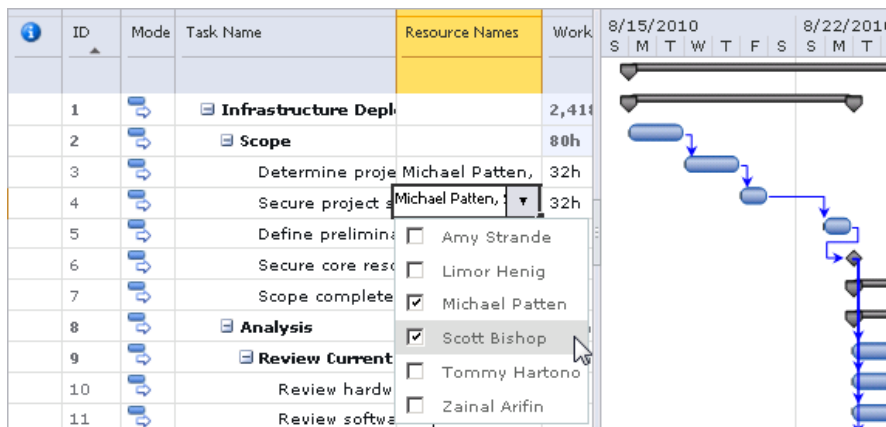 ID Mode Task Name Resource Names Work 8/15/2010 8/22/201
S M T W T F S S M T
1 Infrastructure Depl 2,418
2 Scope 80h
3 Determine proje Michael Patten, 32h
4 Secure project s Michael Patten, S 32h
5 Define prelimina Amy Strande
6 Secure core reso Limor Henig
7 Scope complete Michael Patten
8 Analysis Scott Bishop
9 Review Current Tommy Hartono
10 Review hardw Zainal Arifin
11 Review softwa